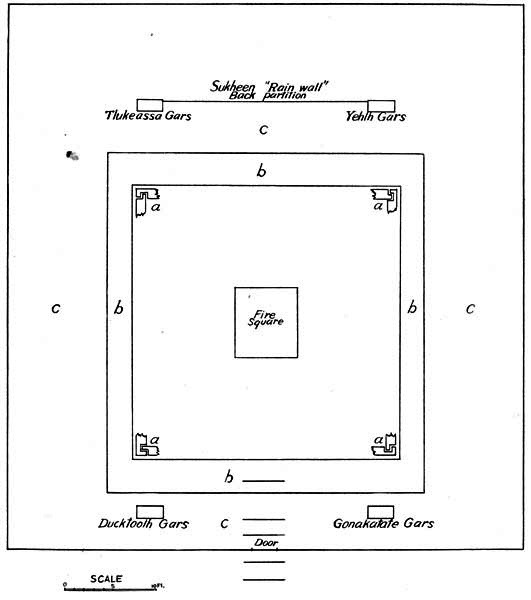 Sukheen "Rain wall"
Back partition
Tlukeassa Gars
Yehlh Gars
c
b
a
a
c
b
Fire
Square
b
c
a
a
b
Ducktooth Gars
c
Gonakatate Gars
Door
SCALE
0 5 10 Ft.